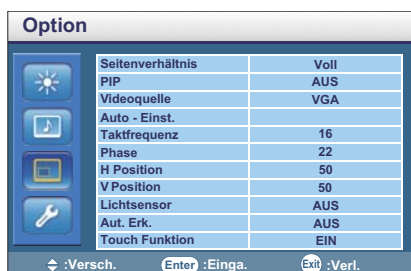 Option
Seitenverhältnis Voll
PIP AUS
Videoquelle VGA
Auto - Einst.
Taktfrequenz 16
Phase 22
H Position 50
V Position 50
Lichtsensor AUS
Aut. Erk. AUS
Touch Funktion EIN
:Versch. Enter :Einga. Exit :Verl.